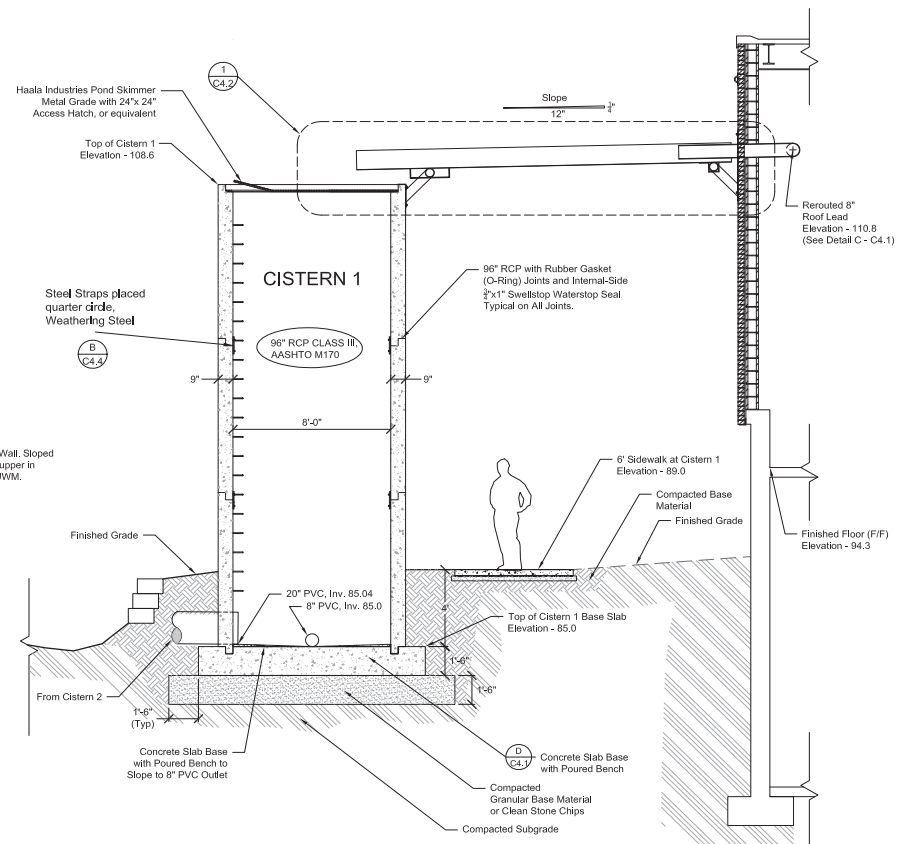 1
C4.2
Haala Industries Pond Skimmer
Metal Grade with 24"x 24"
Access Hatch, or equivalent
Slope
12"
¼"
Top of Cistern 1
Elevation - 108.6
Rerouted 8"
Roof Lead
Elevation - 110.8
(See Detail C - C4.1)
CISTERN 1
96" RCP with Rubber Gasket
(O-Ring) Joints and Internal-Side
¾"x1" Swellstop Waterstop Seal
Typical on All Joints.
Steel Straps placed
quarter circle,
Weathering Steel
B
C4.4
96" RCP CLASS III,
AASHTO M170
9"
9"
8'-0"
Wall. Sloped
upper in
JWM.
6' Sidewalk at Cistern 1
Elevation - 89.0
Compacted Base
Material
Finished Grade
Finished Grade
Finished Floor (F/F)
Elevation - 94.3
20" PVC, Inv. 85.04
8" PVC, Inv. 85.0
4'
Top of Cistern 1 Base Slab
Elevation - 85.0
1'-6"
1'-6"
From Cistern 2
1'-6"
(Typ)
Concrete Slab Base
with Poured Bench to
Slope to 8" PVC Outlet
D
C4.1
Concrete Slab Base
with Poured Bench
Compacted
Granular Base Material
or Clean Stone Chips
Compacted Subgrade